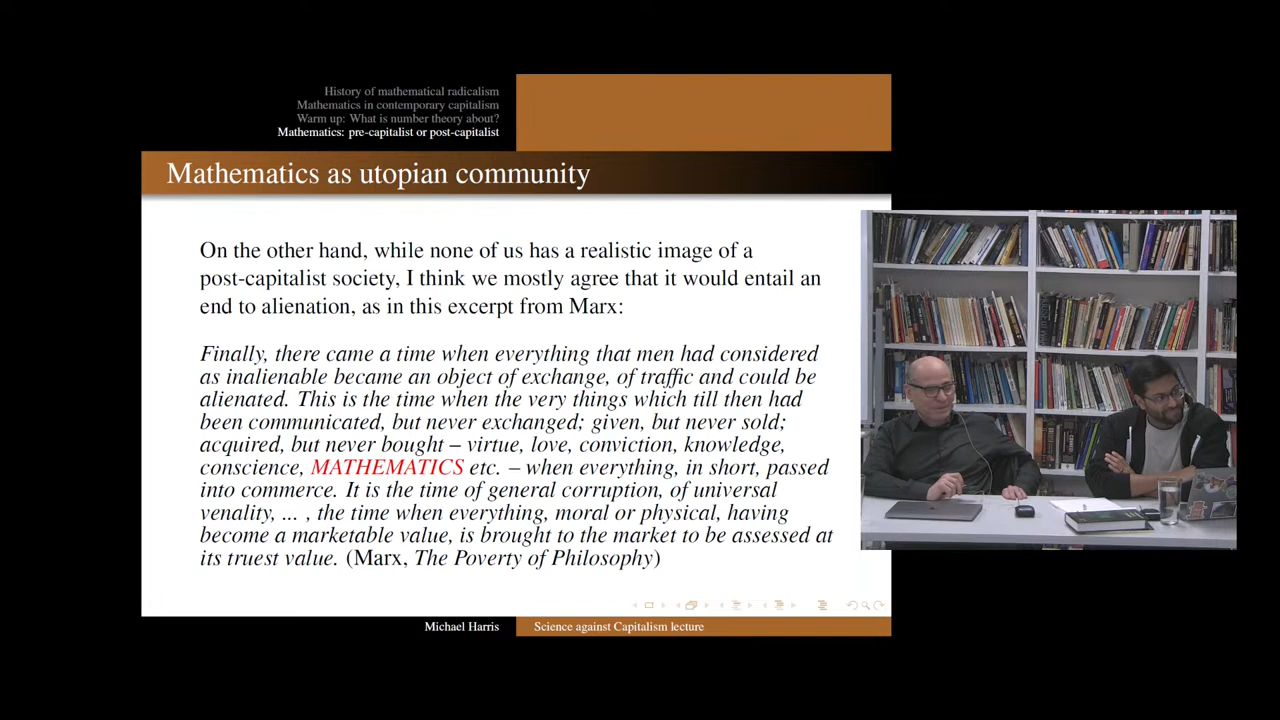 History of mathematical radicalism
Mathematics in contemporary capitalism
Warm up: What is number theory about?
Mathematics: pre-capitalist or post-capitalist
Mathematics as utopian community
On the other hand, while none of us has a realistic image of a
post-capitalist society, I think we mostly agree that it would entail an
end to alienation, as in this excerpt from Marx:
Finally, there came a time when everything that men had considered
as inalienable became an object of exchange, of traffic and could be
alienated. This is the time when the very things which till then had
been communicated, but never exchanged; given, but never sold;
acquired, but never bought – virtue, love, conviction, knowledge,
conscience, MATHEMATICS etc. – when everything, in short, passed
into commerce. It is the time of general corruption, of universal
venality, ... , the time when everything, moral or physical, having
become a marketable value, is brought to the market to be assessed at
its truest value. (Marx, The Poverty of Philosophy)
Michael Harris
Science against Capitalism lecture